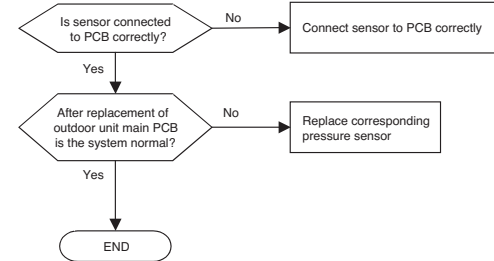 Is sensor connected
to PCB correctly?
No
Connect sensor to PCB correctly
Yes
After replacement of
outdoor unit main PCB
is the system normal?
No
Replace corresponding
pressure sensor
Yes
END